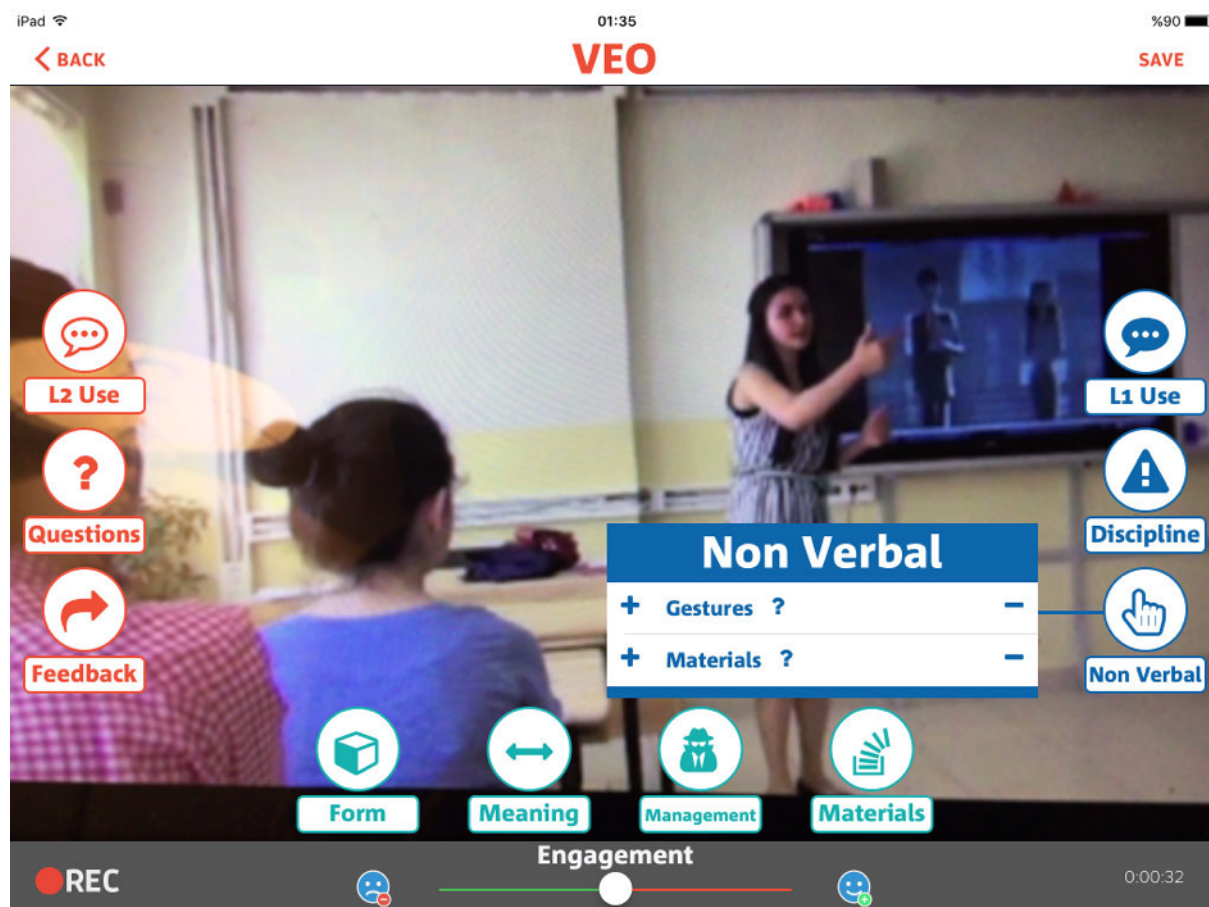 iPad 01:35 %90
BACK VEO SAVE
L2 Use
L1 Use
Questions
Discipline
Non Verbal
+ Gestures ? −
+ Materials ? −
Feedback
Non Verbal
Form
Meaning
Management
Materials
Engagement
REC
0:00:32